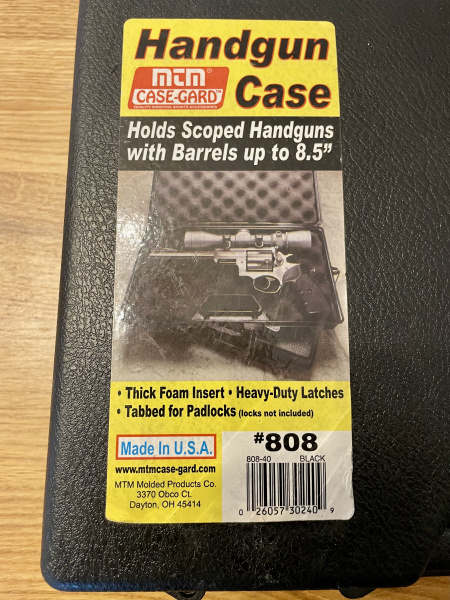 Handgun
MTM®
CASE-GARD™
QUALITY SHOOTING SPORTS ACCESSORIES
Case
Holds Scoped Handguns
with Barrels up to 8.5”
• Thick Foam Insert • Heavy-Duty Latches
• Tabbed for Padlocks (locks not included)
Made In U.S.A.
#808
www.mtmcase-gard.com
808-40 BLACK
MTM Molded Products Co.
3370 Obco Ct.
Dayton, OH 45414
0 26057 30240 9